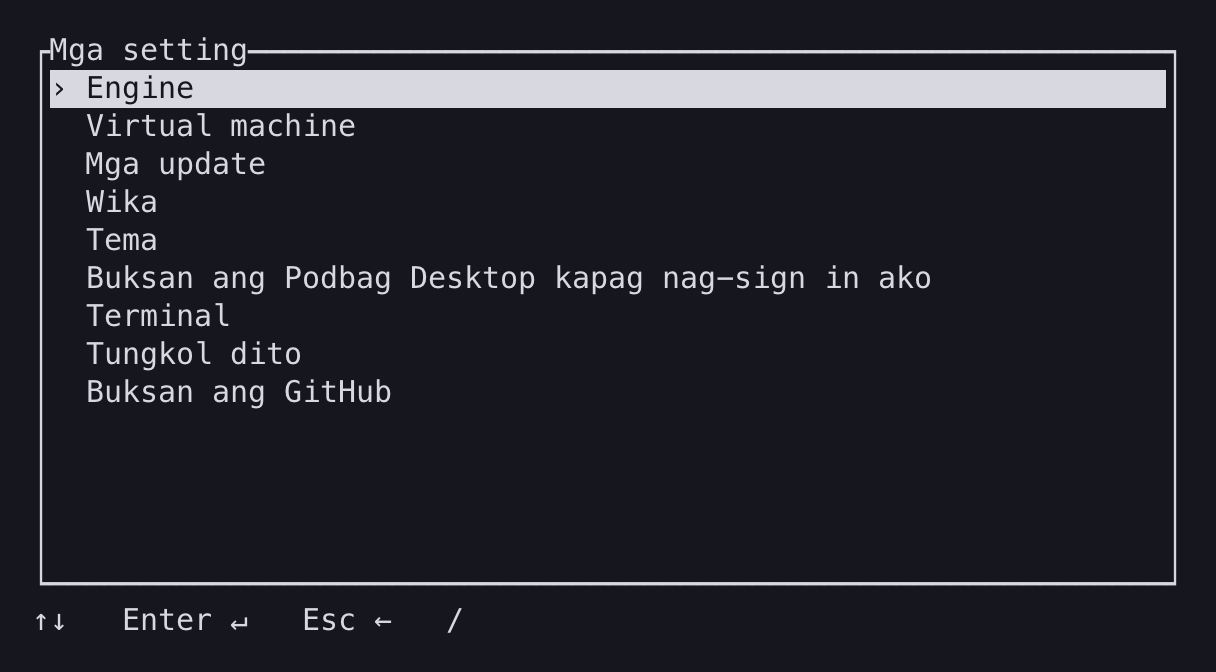 Mga setting
› Engine
Virtual machine
Mga update
Wika
Tema
Buksan ang Podbag Desktop kapag nag-sign in ako
Terminal
Tungkol dito
Buksan ang GitHub
↑↓ Enter ↵ Esc ← /